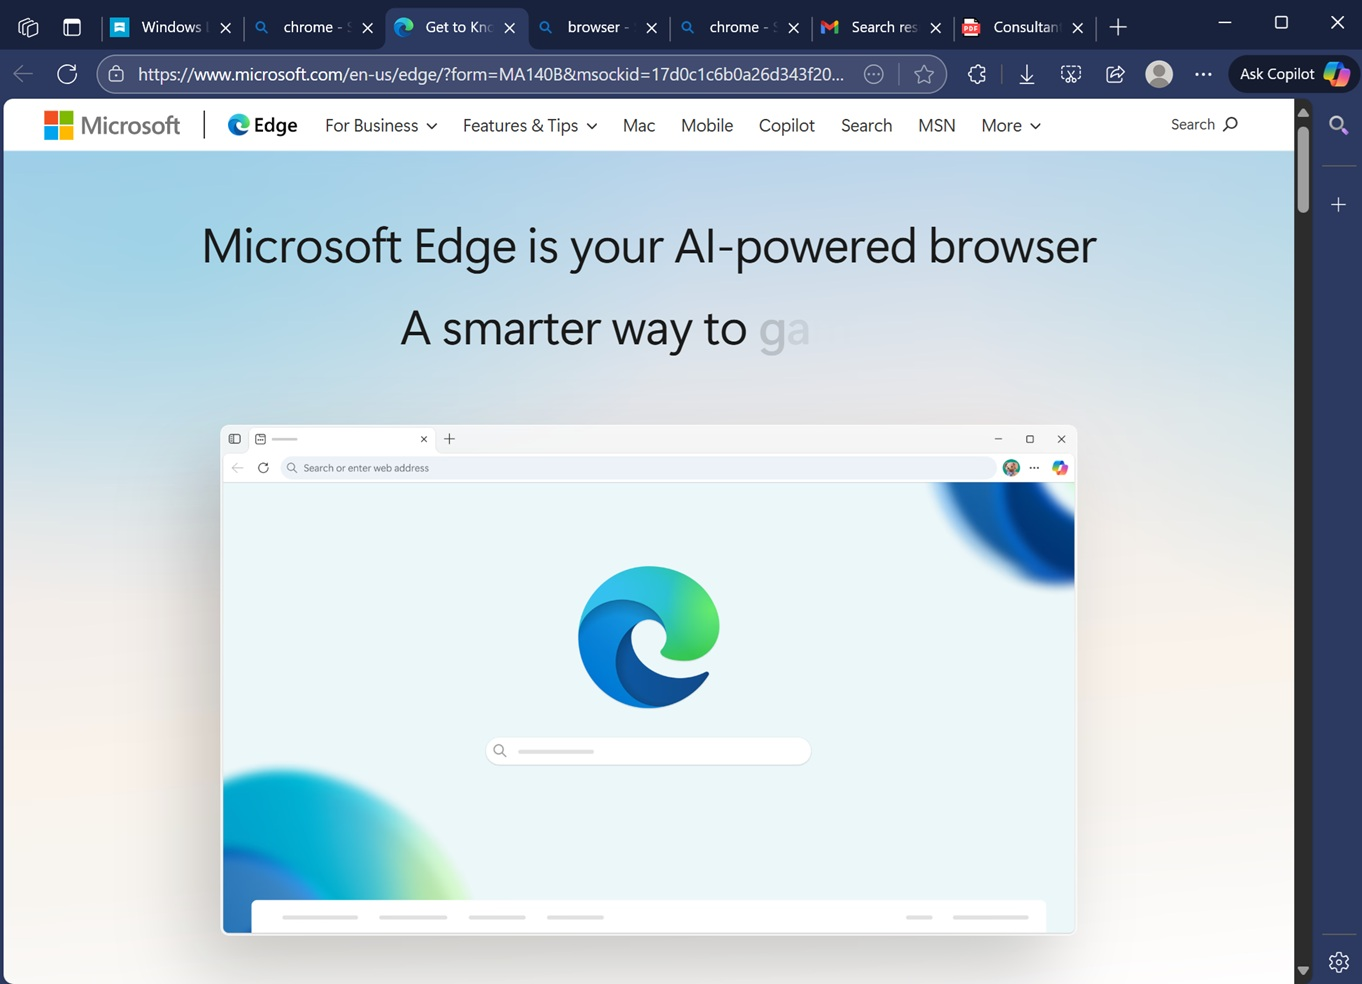 Windows
chrome -
Get to Kno
browser -
chrome -
Search res
Consultan
https://www.microsoft.com/en-us/edge/?form=MA140B&msockid=17d0c1c6b0a26d343f20...
Ask Copilot
Microsoft
Edge
For Business
Features & Tips
Mac
Mobile
Copilot
Search
MSN
More
Search
Microsoft Edge is your AI-powered browser
A smarter way to ga
Search or enter web address
PDF